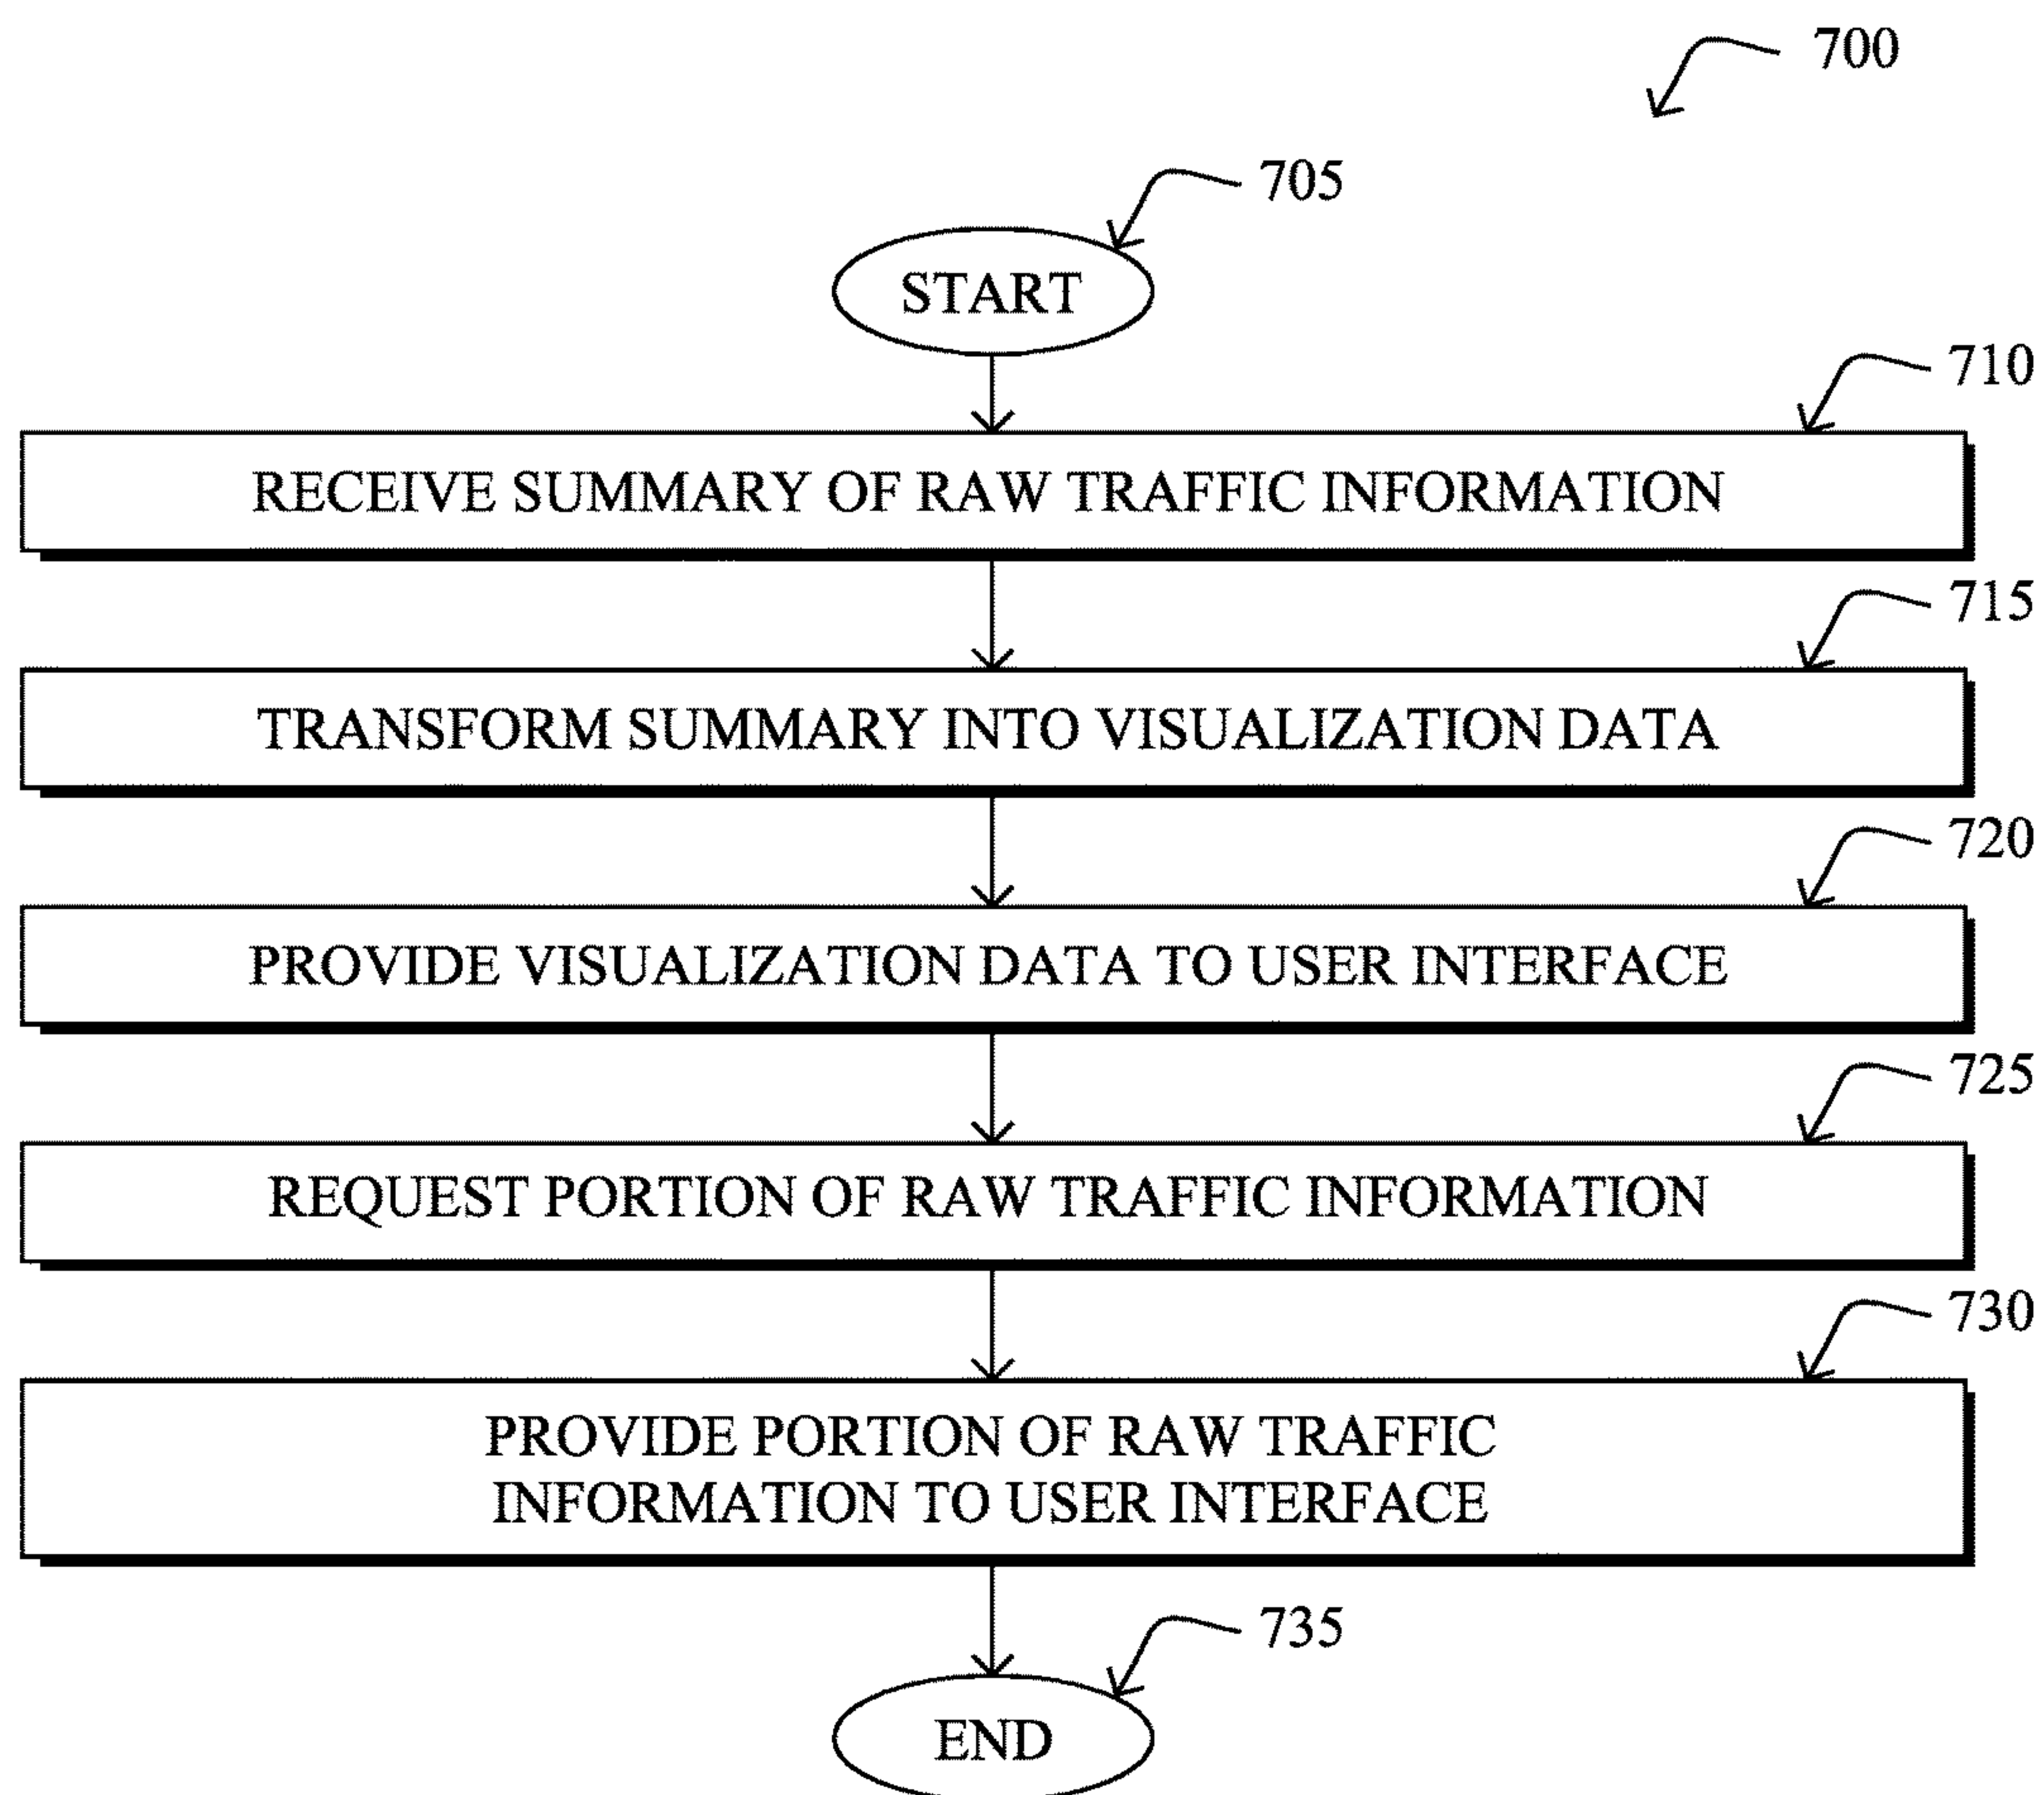 700
705
START
710
RECEIVE SUMMARY OF RAW TRAFFIC INFORMATION
715
TRANSFORM SUMMARY INTO VISUALIZATION DATA
720
PROVIDE VISUALIZATION DATA TO USER INTERFACE
725
REQUEST PORTION OF RAW TRAFFIC INFORMATION
730
PROVIDE PORTION OF RAW TRAFFIC
INFORMATION TO USER INTERFACE
735
END